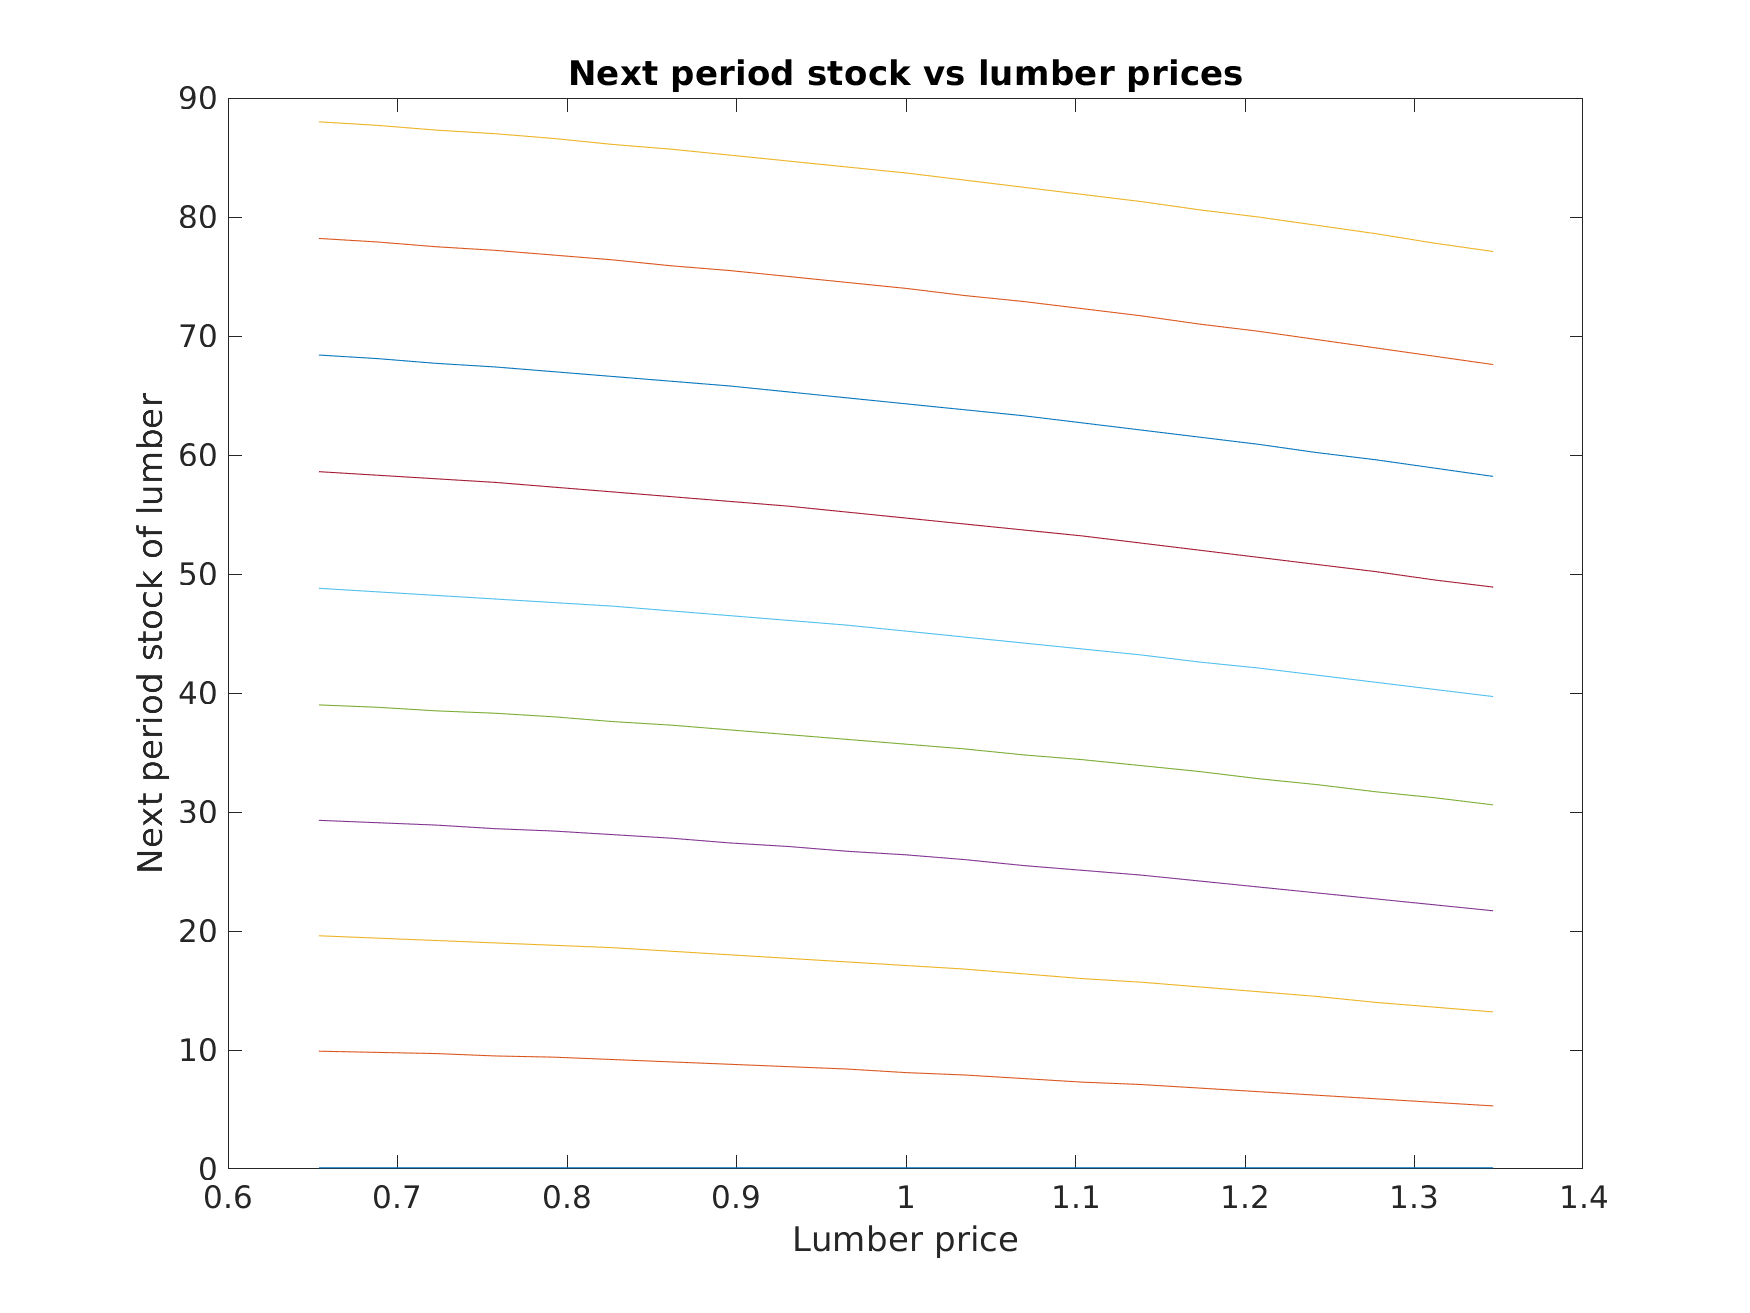 Next period stock vs lumber prices
90
80
70
60
50
40
30
20
10
0
Next period stock of lumber
0.6 0.7 0.8 0.9 1 1.1 1.2 1.3 1.4
Lumber price